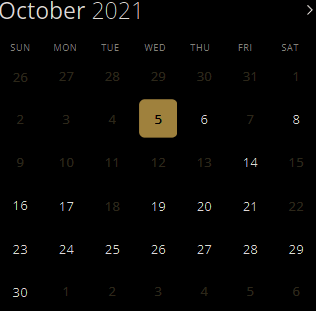 October 2021
SUN MON TUE WED THU FRI SAT
26 27 28 29 30 31 1
2 3 4 5 6 7 8
9 10 11 12 13 14 15
16 17 18 19 20 21 22
23 24 25 26 27 28 29
30 1 2 3 4 5 6